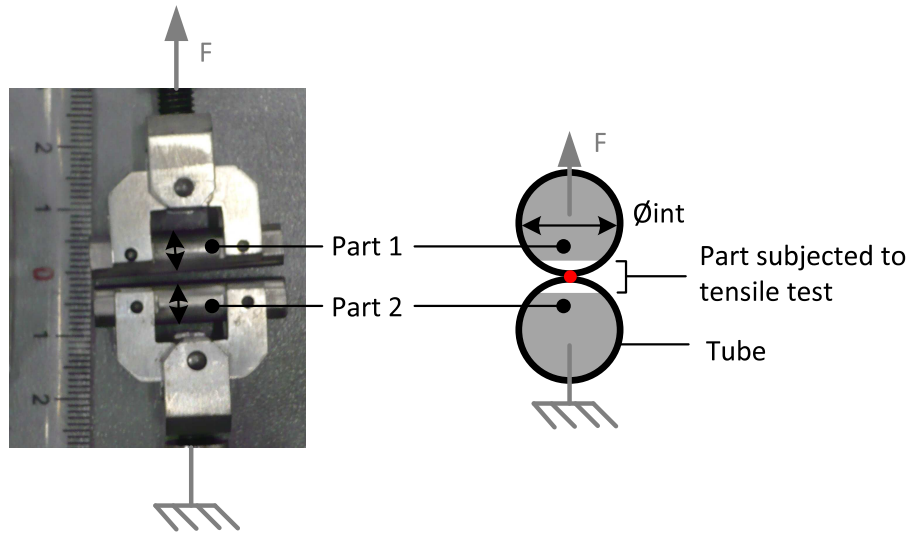 F
F
2
1
0
1
2
Øint
Part 1
Part 2
Part subjected to
tensile test
Tube